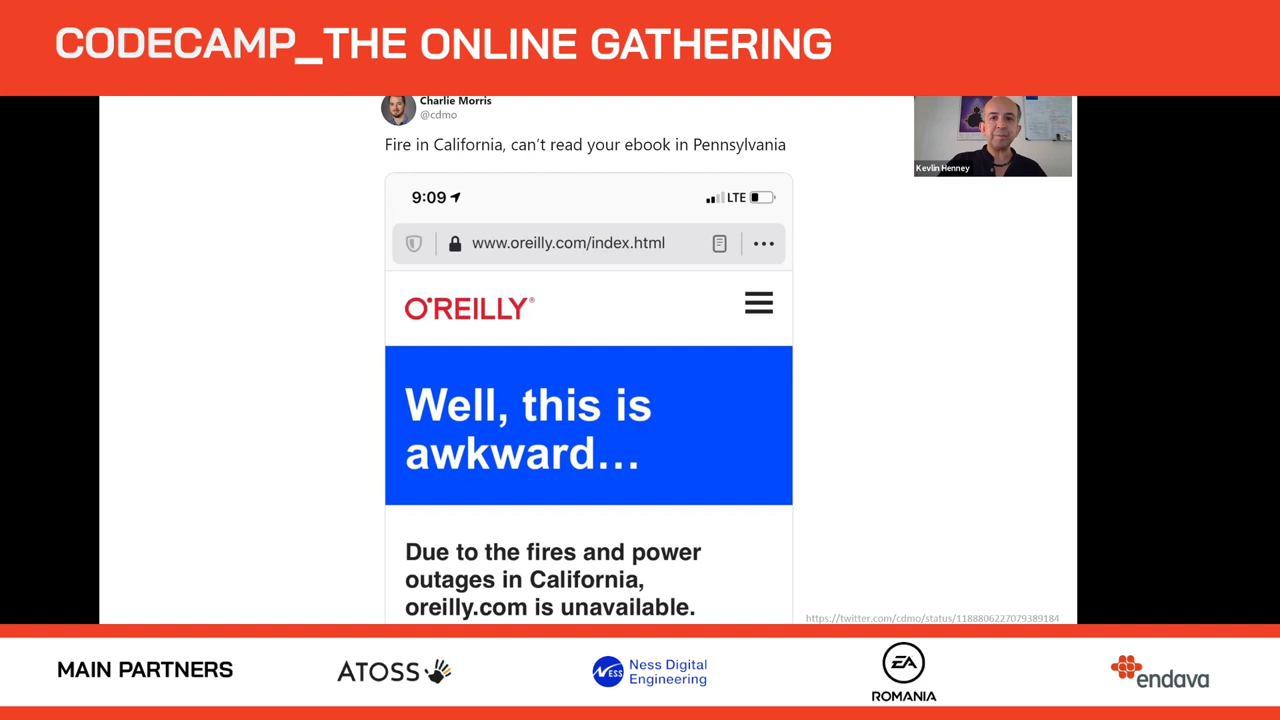 CODECAMP_THE ONLINE GATHERING
Charlie Morris
@cdmo
Fire in California, can't read your ebook in Pennsylvania
Kevlin Henney
9:09
LTE
www.oreilly.com/index.html
O'REILLY®
Well, this is
awkward...
Due to the fires and power
outages in California,
oreilly.com is unavailable.
https://twitter.com/cdmo/status/1188806227079389184
MAIN PARTNERS
ATOSS
NESS
Ness Digital
Engineering
EA
ROMANIA
endava